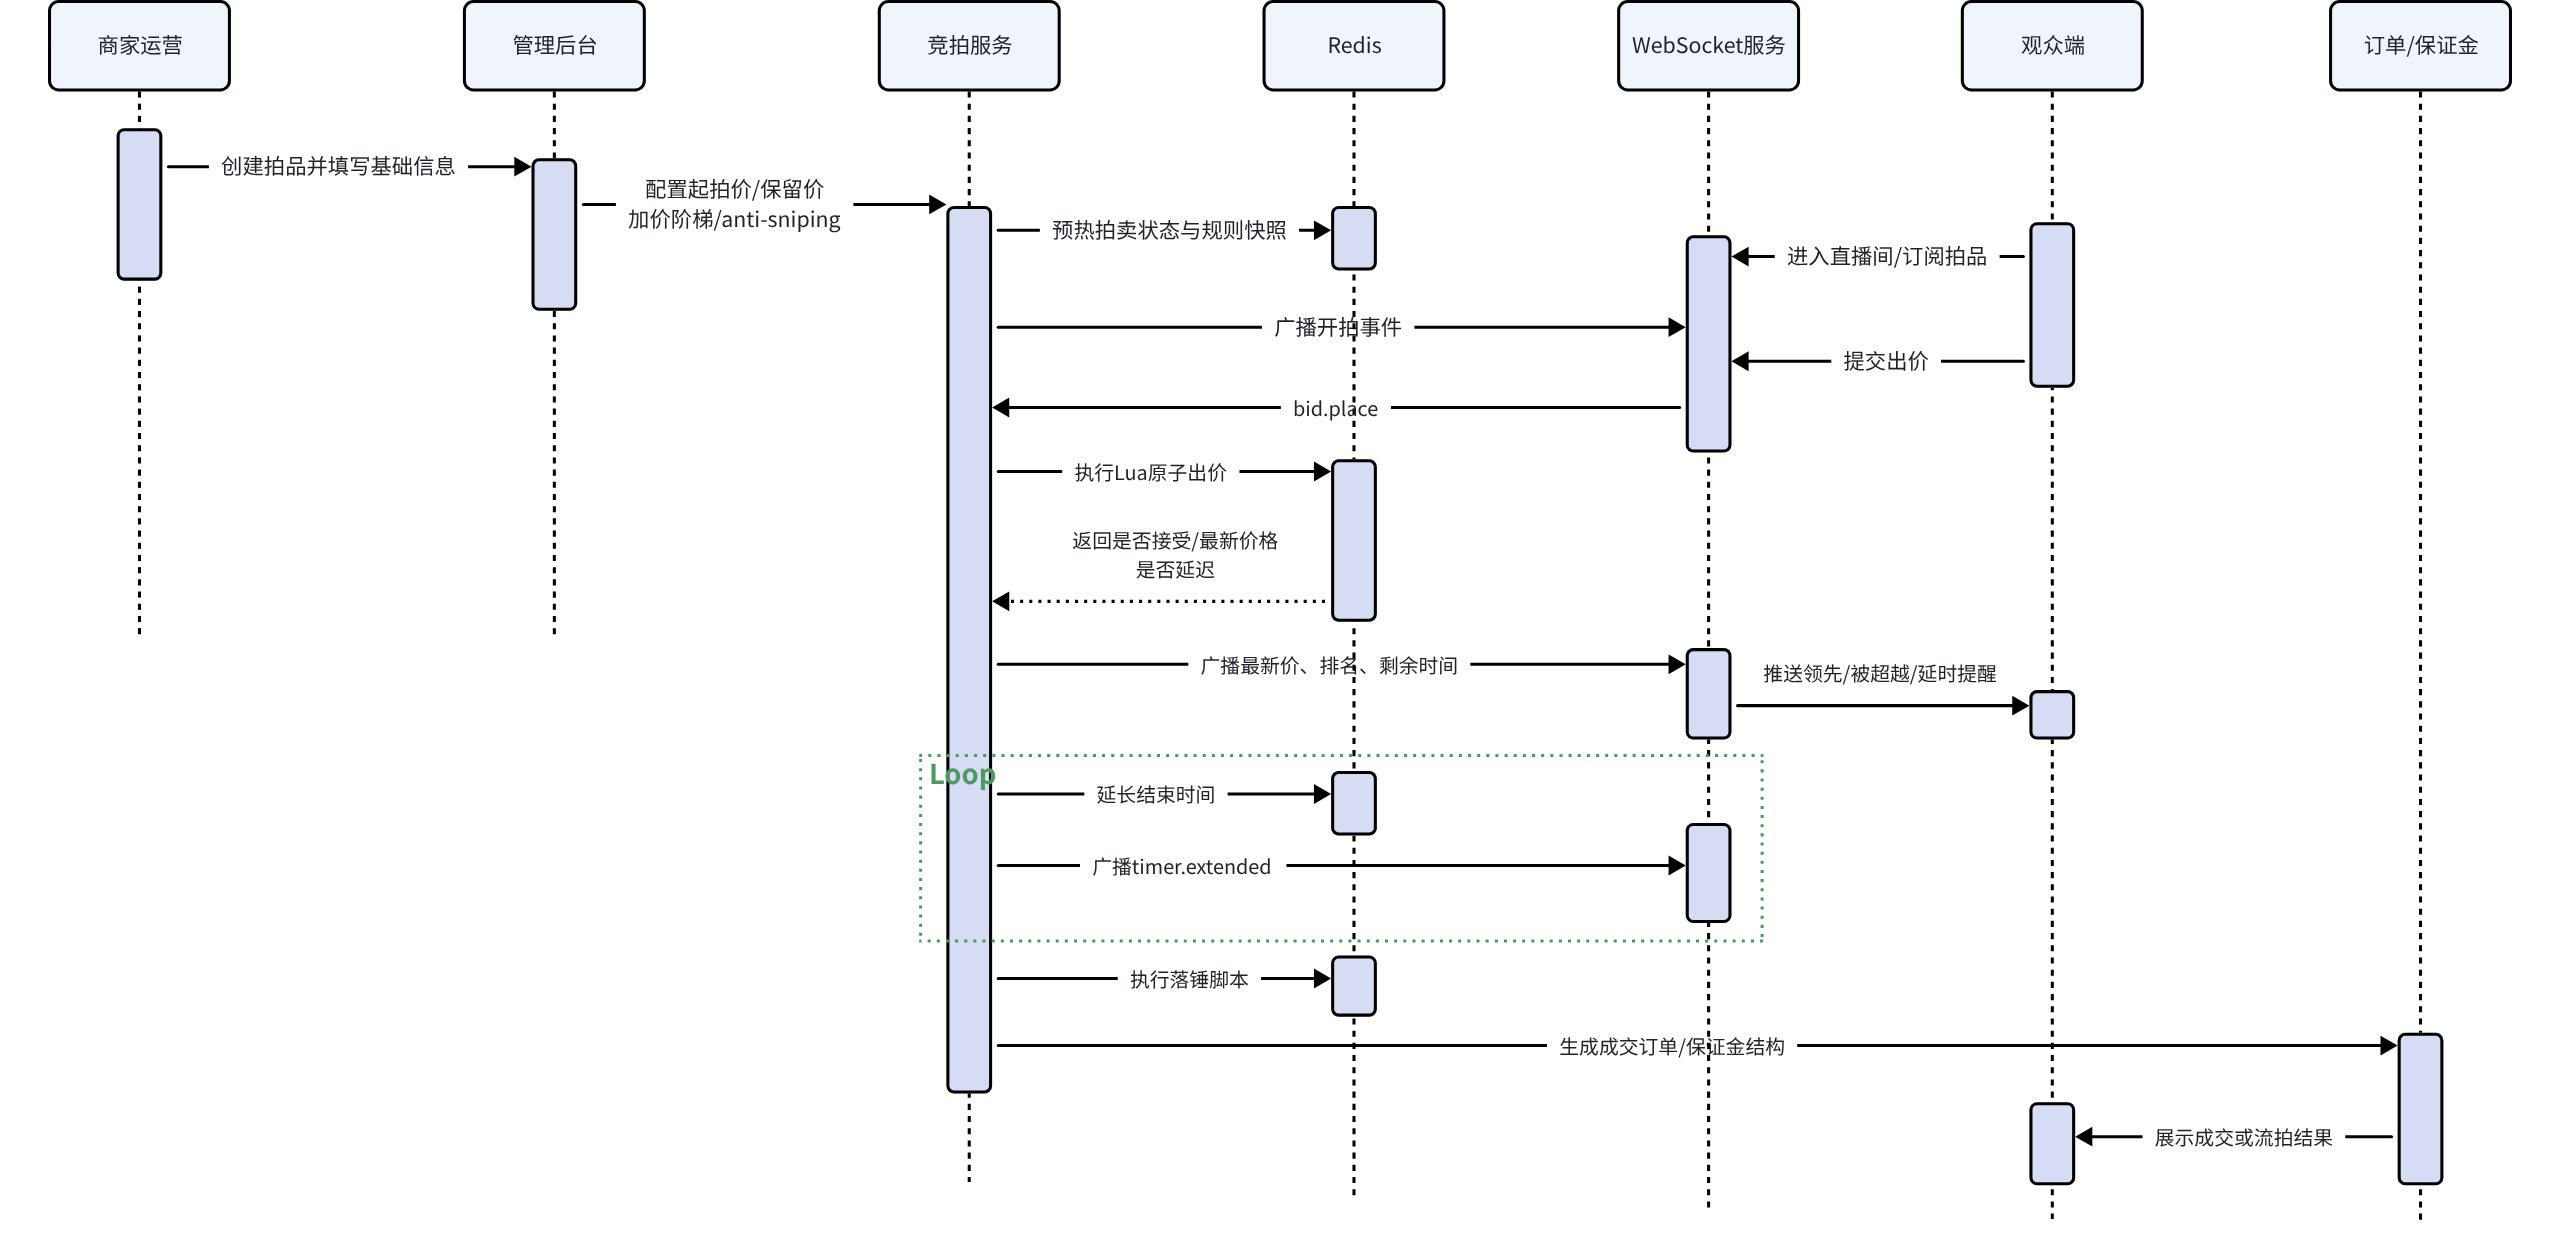 商家运营
管理后台
竞拍服务
Redis
WebSocket服务
观众端
订单/保证金
创建拍品并填写基础信息
配置起拍价/保留价
加价阶梯/anti-sniping
预热拍卖状态与规则快照
进入直播间/订阅拍品
广播开拍事件
提交出价
bid.place
执行Lua原子出价
返回是否接受/最新价格
是否延迟
广播最新价、排名、剩余时间
推送领先/被超越/延时提醒
Loop
延长结束时间
广播timer.extended
执行落锤脚本
生成成交订单/保证金结构
展示成交或流拍结果